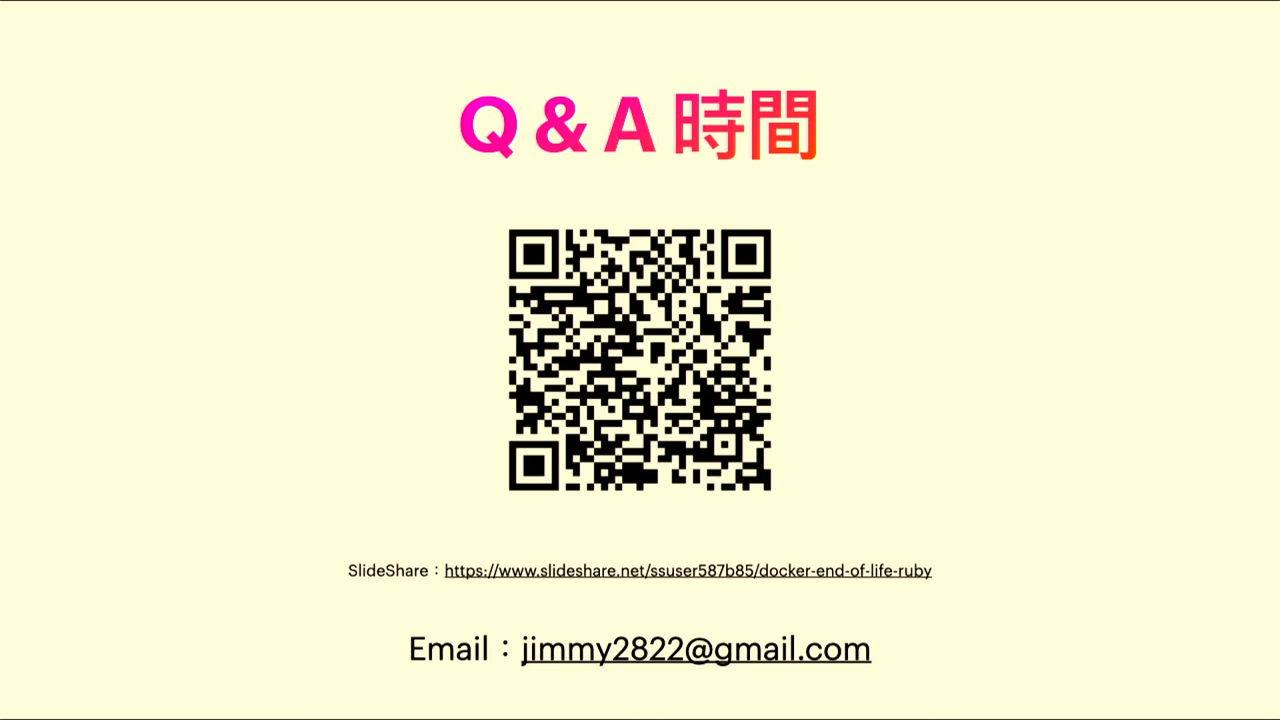 Q & A 時間
SlideShare：https://www.slideshare.net/ssuser587b85/docker-end-of-life-ruby
Email：jimmy2822@gmail.com